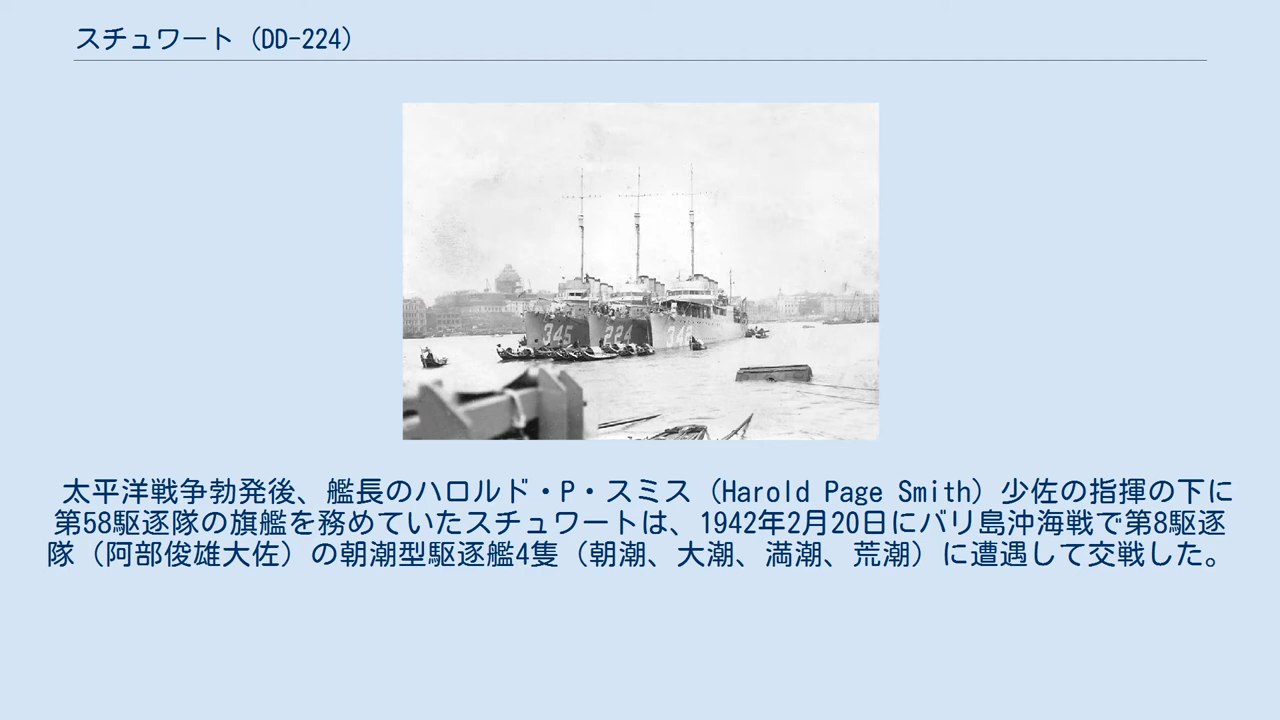 スチュワート（DD-224）
345
224
太平洋戦争勃発後、艦長のハロルド・P・スミス（Harold Page Smith）少佐の指揮の下に
第58駆逐隊の旗艦を務めていたスチュワートは、1942年2月20日にバリ島沖海戦で第8駆逐
隊（阿部俊雄大佐）の朝潮型駆逐艦4隻（朝潮、大潮、満潮、荒潮）に遭遇して交戦した。